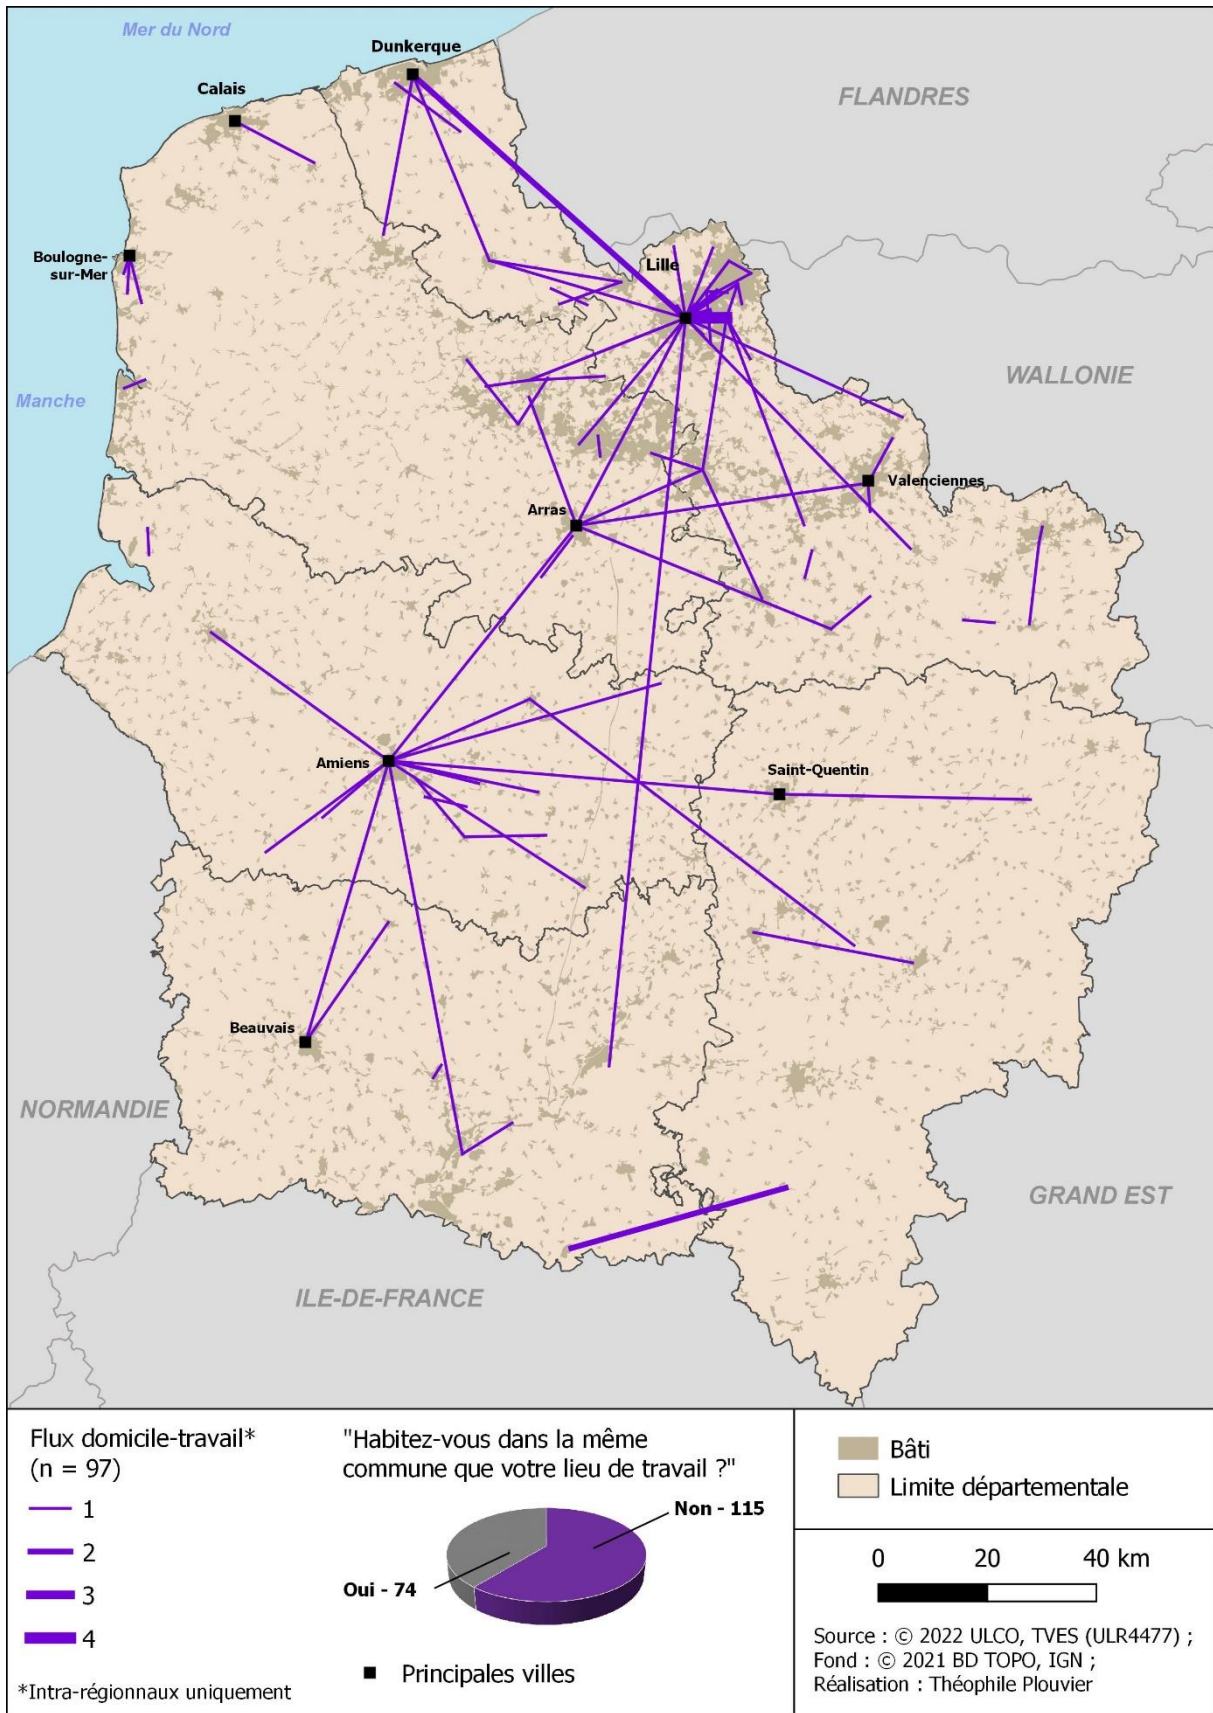 Mer du Nord
Dunkerque
Calais
FLANDRES
Boulogne-
sur-Mer
Lille
WALLONIE
Manche
Valenciennes
Arras
Amiens
Saint-Quentin
Beauvais
NORMANDIE
GRAND EST
ILE-DE-FRANCE
Flux domicile-travail*
(n = 97)
1
2
3
4
*Intra-régionnaux uniquement
"Habitez-vous dans la même
commune que votre lieu de travail ?"
Non - 115
Oui - 74
Principales villes
Bâti
Limite départementale
0 20 40 km
Source : © 2022 ULCO, TVES (ULR4477) ;
Fond : © 2021 BD TOPO, IGN ;
Réalisation : Théophile Plouvier